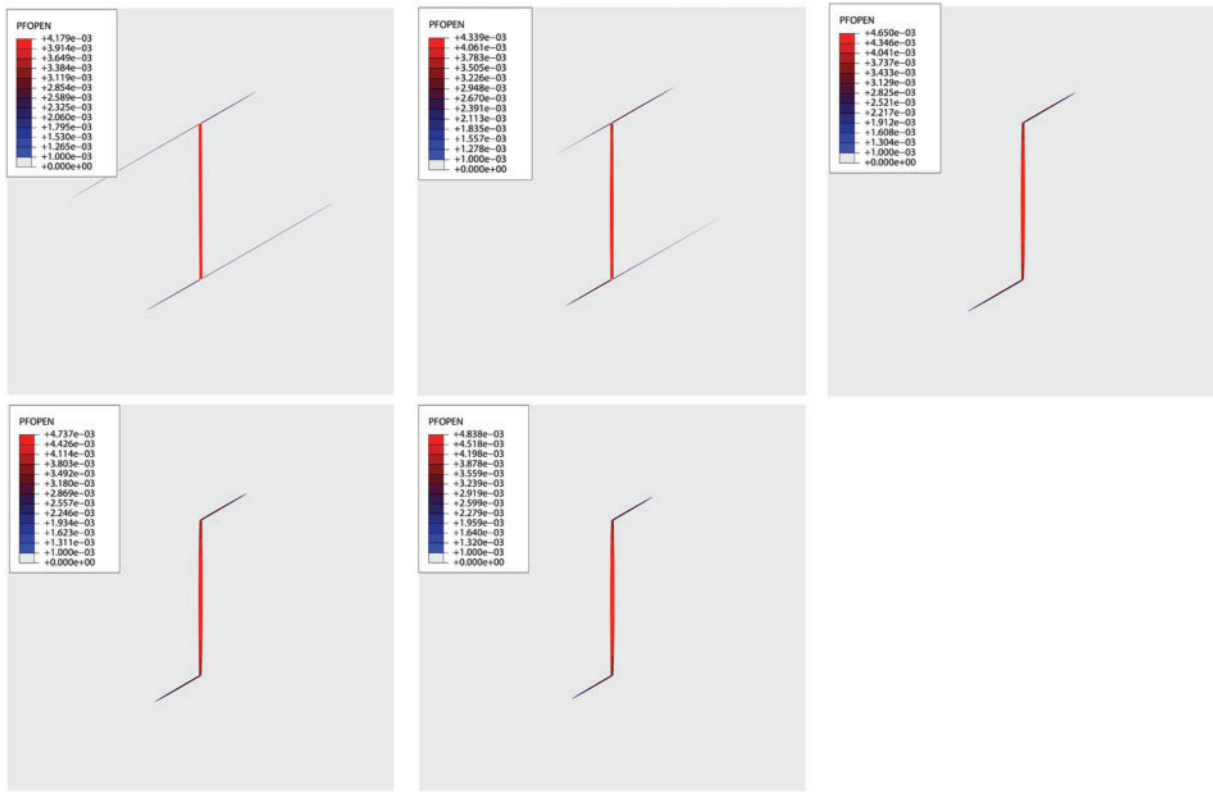 PFOPEN
+4.179e−03
+3.914e−03
+3.649e−03
+3.384e−03
+3.119e−03
+2.854e−03
+2.589e−03
+2.325e−03
+2.060e−03
+1.795e−03
+1.530e−03
+1.265e−03
+1.000e−03
+0.000e+00
PFOPEN
+4.339e−03
+4.061e−03
+3.783e−03
+3.505e−03
+3.226e−03
+2.948e−03
+2.670e−03
+2.391e−03
+2.113e−03
+1.835e−03
+1.557e−03
+1.278e−03
+1.000e−03
+0.000e+00
PFOPEN
+4.650e−03
+4.346e−03
+4.041e−03
+3.737e−03
+3.433e−03
+3.129e−03
+2.825e−03
+2.521e−03
+2.217e−03
+1.912e−03
+1.608e−03
+1.304e−03
+1.000e−03
+0.000e+00
PFOPEN
+4.737e−03
+4.426e−03
+4.114e−03
+3.803e−03
+3.492e−03
+3.180e−03
+2.869e−03
+2.557e−03
+2.246e−03
+1.934e−03
+1.623e−03
+1.311e−03
+1.000e−03
+0.000e+00
PFOPEN
+4.838e−03
+4.518e−03
+4.198e−03
+3.878e−03
+3.559e−03
+3.239e−03
+2.919e−03
+2.599e−03
+2.279e−03
+1.959e−03
+1.640e−03
+1.320e−03
+1.000e−03
+0.000e+00